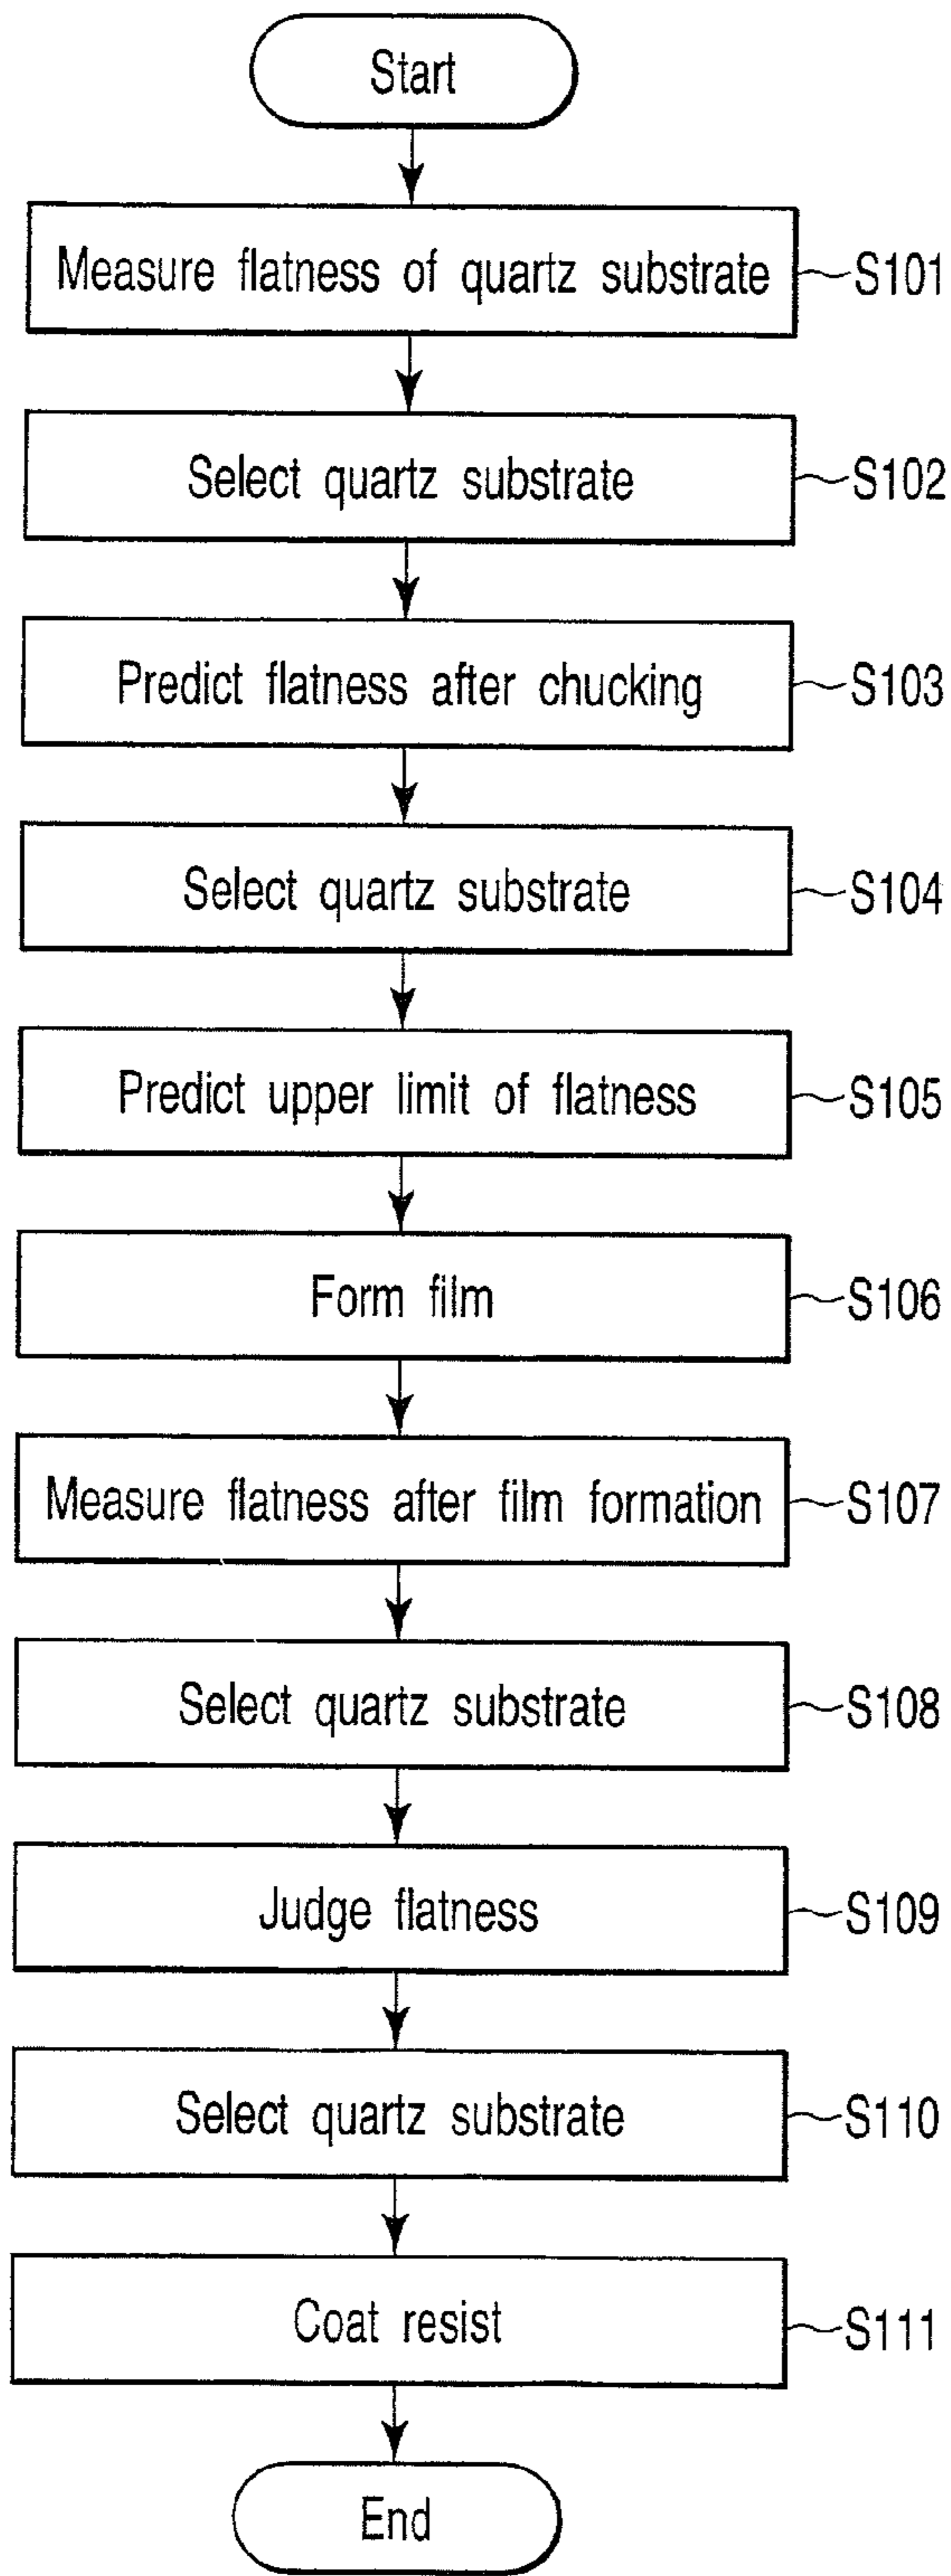 Start
Measure flatness of quartz substrate S101
Select quartz substrate S102
Predict flatness after chucking S103
Select quartz substrate S104
Predict upper limit of flatness S105
Form film S106
Measure flatness after film formation S107
Select quartz substrate S108
Judge flatness S109
Select quartz substrate S110
Coat resist S111
End